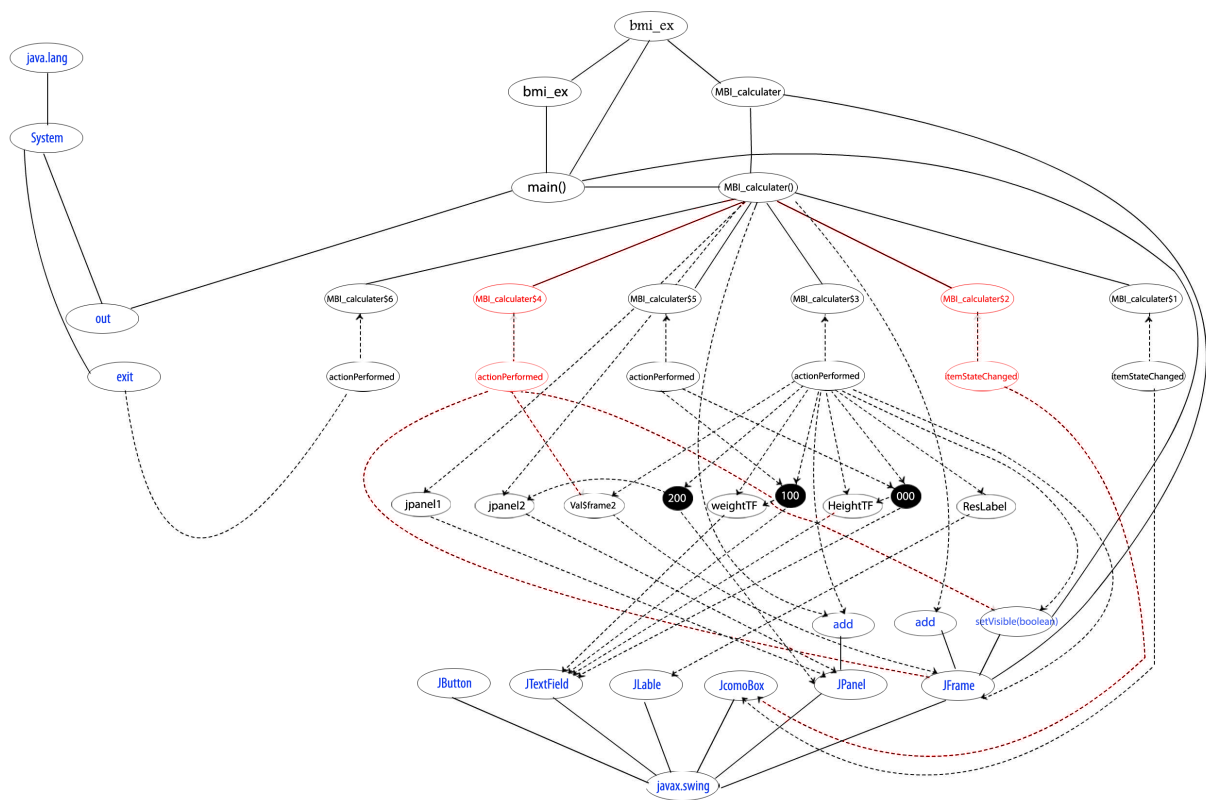 bmi_ex
java.lang
bmi_ex
MBI_calculater
System
main()
MBI_calculater()
MBI_calculater$6
MBI_calculater$4
MBI_calculater$5
MBI_calculater$3
MBI_calculater$2
MBI_calculater$1
out
exit
actionPerformed
actionPerformed
actionPerformed
actionPerformed
itemStateChanged
itemStateChanged
jpanel1
jpanel2
Val$frame2
200
weightTF
100
HeightTF
000
ResLabel
add
add
setVisible(boolean)
JButton
JTextField
JLable
JcomoBox
JPanel
JFrame
javax.swing